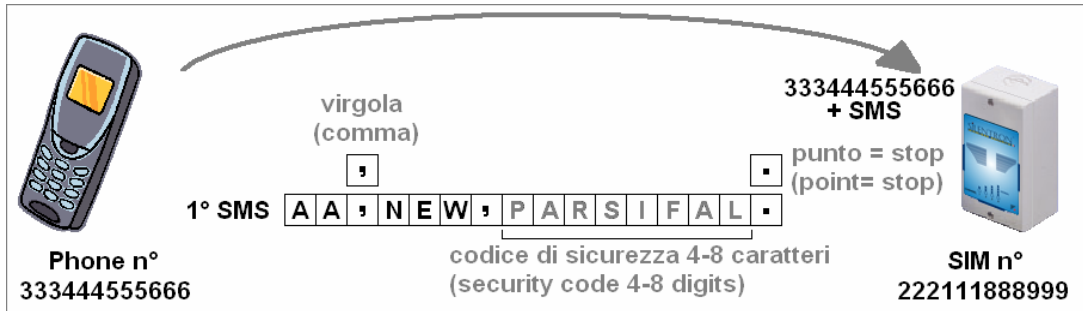 333444555666
+ SMS
virgola
(comma)
,
.
punto = stop
(point= stop)
1° SMS AA,NEW,PARSIFAL.
codice di sicurezza 4-8 caratteri
(security code 4-8 digits)
Phone n°
333444555666
SIM n°
222111888999